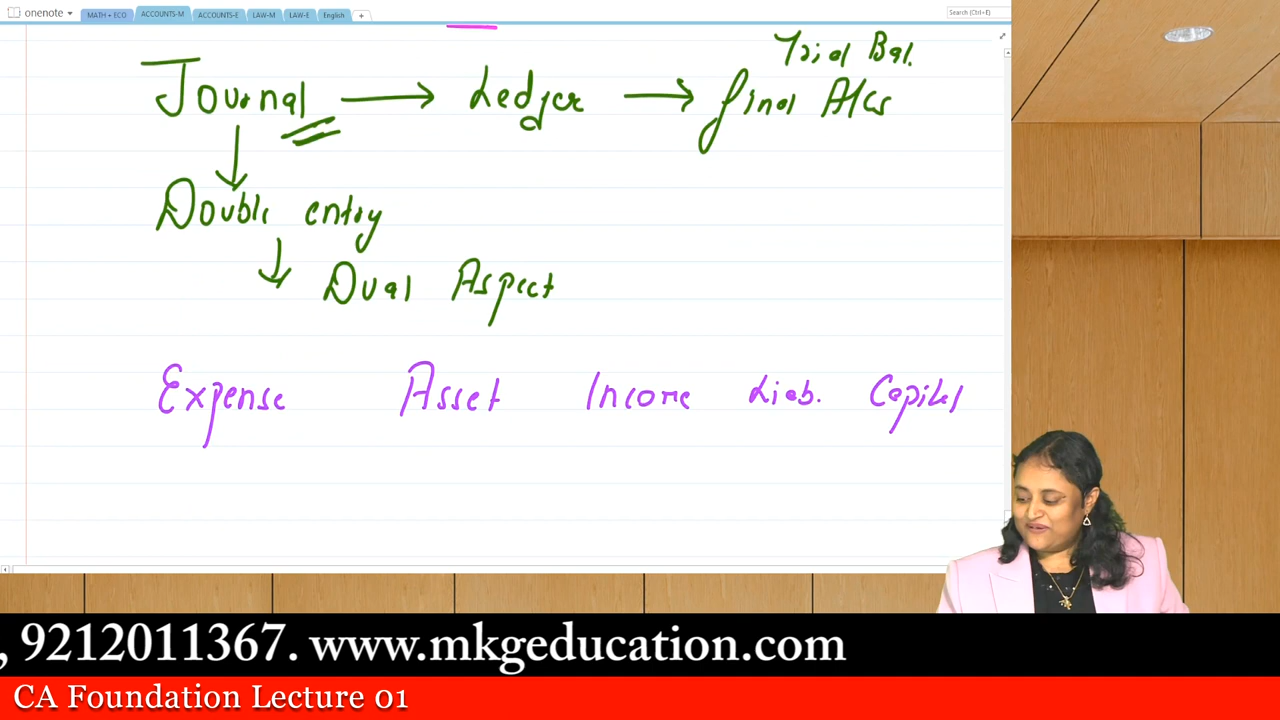 onenote MATH + ECO ACCOUNTS-M ACCOUNTS-E LAW-M LAW-E English + Search (Ctrl+E)
Trial Bal.
Journal → Ledger → Final A/cs
Double entry
Dual Aspect
Expense Asset Income Liab. Capital
, 9212011367. www.mkgeducation.com
CA Foundation Lecture 01